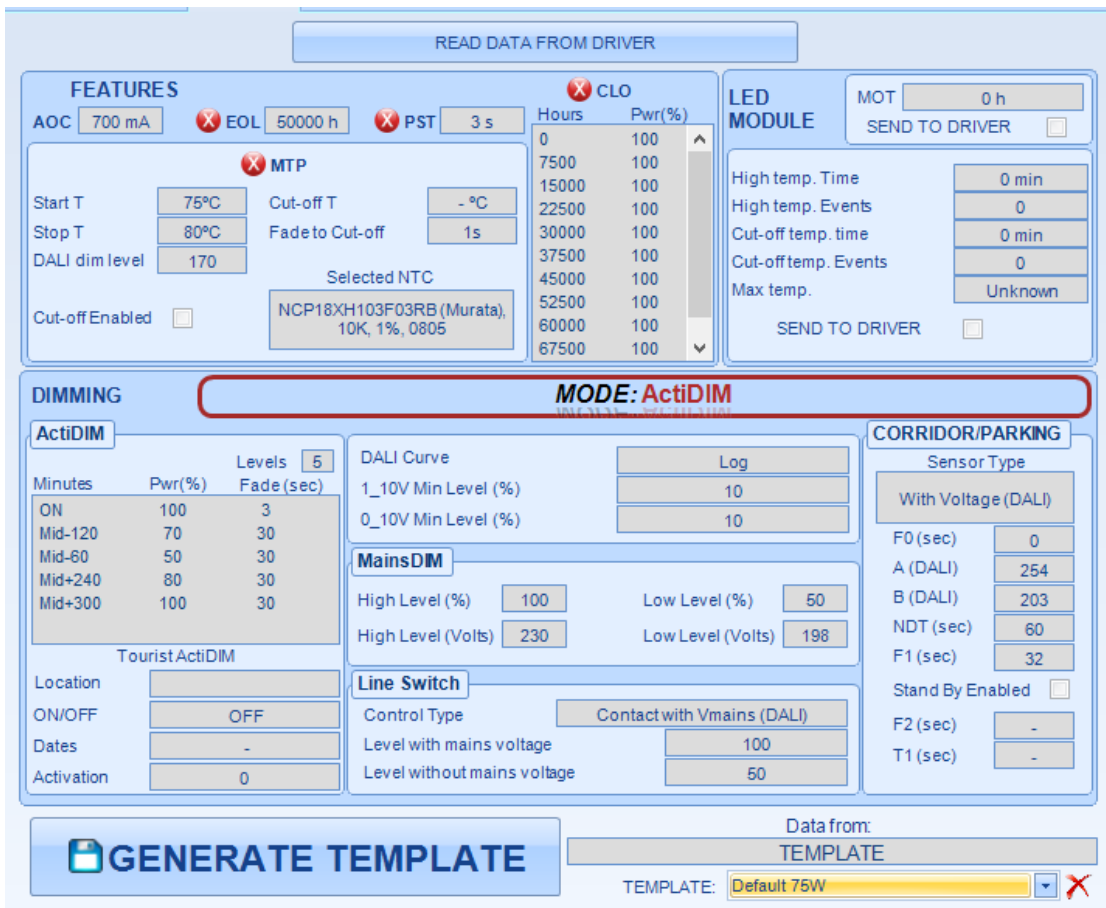 READ DATA FROM DRIVER
FEATURES
AOC 700 mA EOL 50000 h PST 3 s
MTP
Start T 75ºC Cut-off T - ºC
Stop T 80ºC Fade to Cut-off 1s
DALI dim level 170
Selected NTC
Cut-off Enabled
NCP18XH103F03RB (Murata),
10K, 1%, 0805
CLO
Hours Pwr(%)
0 100
7500 100
15000 100
22500 100
30000 100
37500 100
45000 100
52500 100
60000 100
67500 100
LED
MODULE
MOT 0 h
SEND TO DRIVER
High temp. Time 0 min
High temp. Events 0
Cut-off temp. time 0 min
Cut-off temp. Events 0
Max temp. Unknown
SEND TO DRIVER
DIMMING
MODE: ActiDIM
ActiDIM
Levels 5
Minutes Pwr(%) Fade (sec)
ON 100 3
Mid-120 70 30
Mid-60 50 30
Mid+240 80 30
Mid+300 100 30
Tourist ActiDIM
Location
ON/OFF OFF
Dates -
Activation 0
DALI Curve Log
1_10V Min Level (%) 10
0_10V Min Level (%) 10
MainsDIM
High Level (%) 100 Low Level (%) 50
High Level (Volts) 230 Low Level (Volts) 198
Line Switch
Control Type Contact with Vmains (DALI)
Level with mains voltage 100
Level without mains voltage 50
CORRIDOR/PARKING
Sensor Type
With Voltage (DALI)
F0 (sec) 0
A (DALI) 254
B (DALI) 203
NDT (sec) 60
F1 (sec) 32
Stand By Enabled
F2 (sec) -
T1 (sec) -
GENERATE TEMPLATE
Data from:
TEMPLATE
TEMPLATE: Default 75W